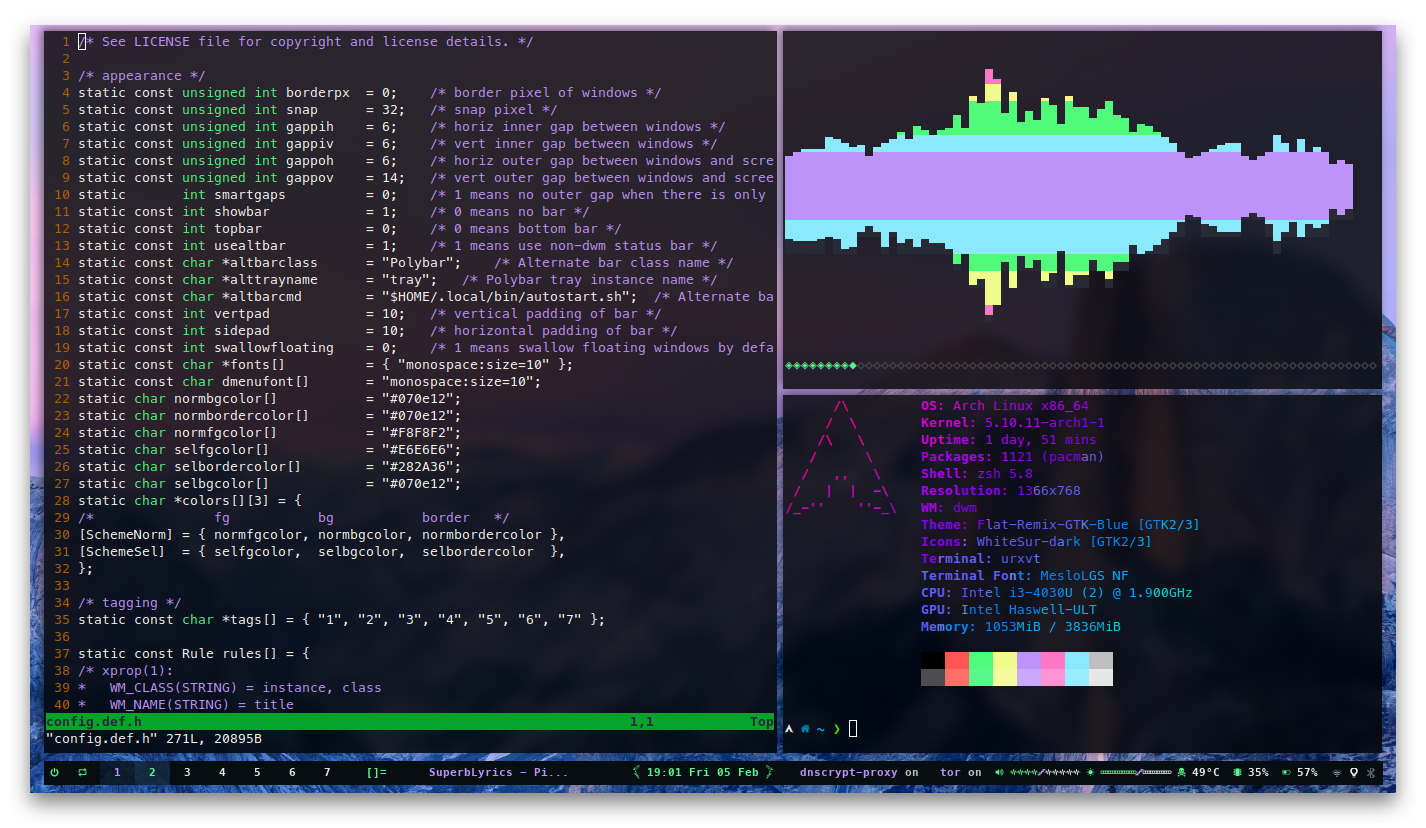 1 /* See LICENSE file for copyright and license details. */
2
3 /* appearance */
4 static const unsigned int borderpx  = 0;    /* border pixel of windows */
5 static const unsigned int snap      = 32;   /* snap pixel */
6 static const unsigned int gappih    = 6;    /* horiz inner gap between windows */
7 static const unsigned int gappiv    = 6;    /* vert inner gap between windows */
8 static const unsigned int gappoh    = 6;    /* horiz outer gap between windows and scre
9 static const unsigned int gappov    = 14;   /* vert outer gap between windows and scree
10 static       int smartgaps          = 0;    /* 1 means no outer gap when there is only
11 static const int showbar            = 1;    /* 0 means no bar */
12 static const int topbar             = 0;    /* 0 means bottom bar */
13 static const int usealtbar          = 1;    /* 1 means use non-dwm status bar */
14 static const char *altbarclass      = "Polybar";    /* Alternate bar class name */
15 static const char *alttrayname      = "tray";   /* Polybar tray instance name */
16 static const char *altbarcmd        = "$HOME/.local/bin/autostart.sh";  /* Alternate ba
17 static const int vertpad            = 10;   /* vertical padding of bar */
18 static const int sidepad            = 10;   /* horizontal padding of bar */
19 static const int swallowfloating    = 0;    /* 1 means swallow floating windows by defa
20 static const char *fonts[]          = { "monospace:size=10" };
21 static const char dmenufont[]       = "monospace:size=10";
22 static char normbgcolor[]           = "#070e12";
23 static char normbordercolor[]       = "#070e12";
24 static char normfgcolor[]           = "#F8F8F2";
25 static char selfgcolor[]            = "#E6E6E6";
26 static char selbordercolor[]        = "#282A36";
27 static char selbgcolor[]            = "#070e12";
28 static char *colors[][3] = {
29 /*               fg           bg           border   */
30 [SchemeNorm] = { normfgcolor, normbgcolor, normbordercolor },
31 [SchemeSel]  = { selfgcolor,  selbgcolor,  selbordercolor  },
32 };
33
34 /* tagging */
35 static const char *tags[] = { "1", "2", "3", "4", "5", "6", "7" };
36
37 static const Rule rules[] = {
38 /* xprop(1):
39 *   WM_CLASS(STRING) = instance, class
40 *   WM_NAME(STRING) = title
config.def.h 1,1 Top
"config.def.h" 271L, 20895B
OS: Arch Linux x86_64
Kernel: 5.10.11-arch1-1
Uptime: 1 day, 51 mins
Packages: 1121 (pacman)
Shell: zsh 5.8
Resolution: 1366x768
WM: dwm
Theme: Flat-Remix-GTK-Blue [GTK2/3]
Icons: WhiteSur-dark [GTK2/3]
Terminal: urxvt
Terminal Font: MesloLGS NF
CPU: Intel i3-4030U (2) @ 1.900GHz
GPU: Intel Haswell-ULT
Memory: 1053MiB / 3836MiB
~ ❯
1 2 3 4 5 6 7 []= SuperbLyrics - Pi... 19:01 Fri 05 Feb dnscrypt-proxy on tor on 49°C 35% 57%